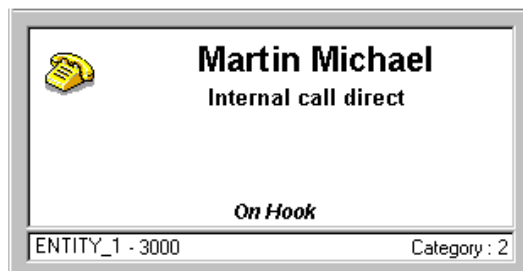 Martin Michael
Internal call direct
On Hook
ENTITY_1 - 3000 Category : 2